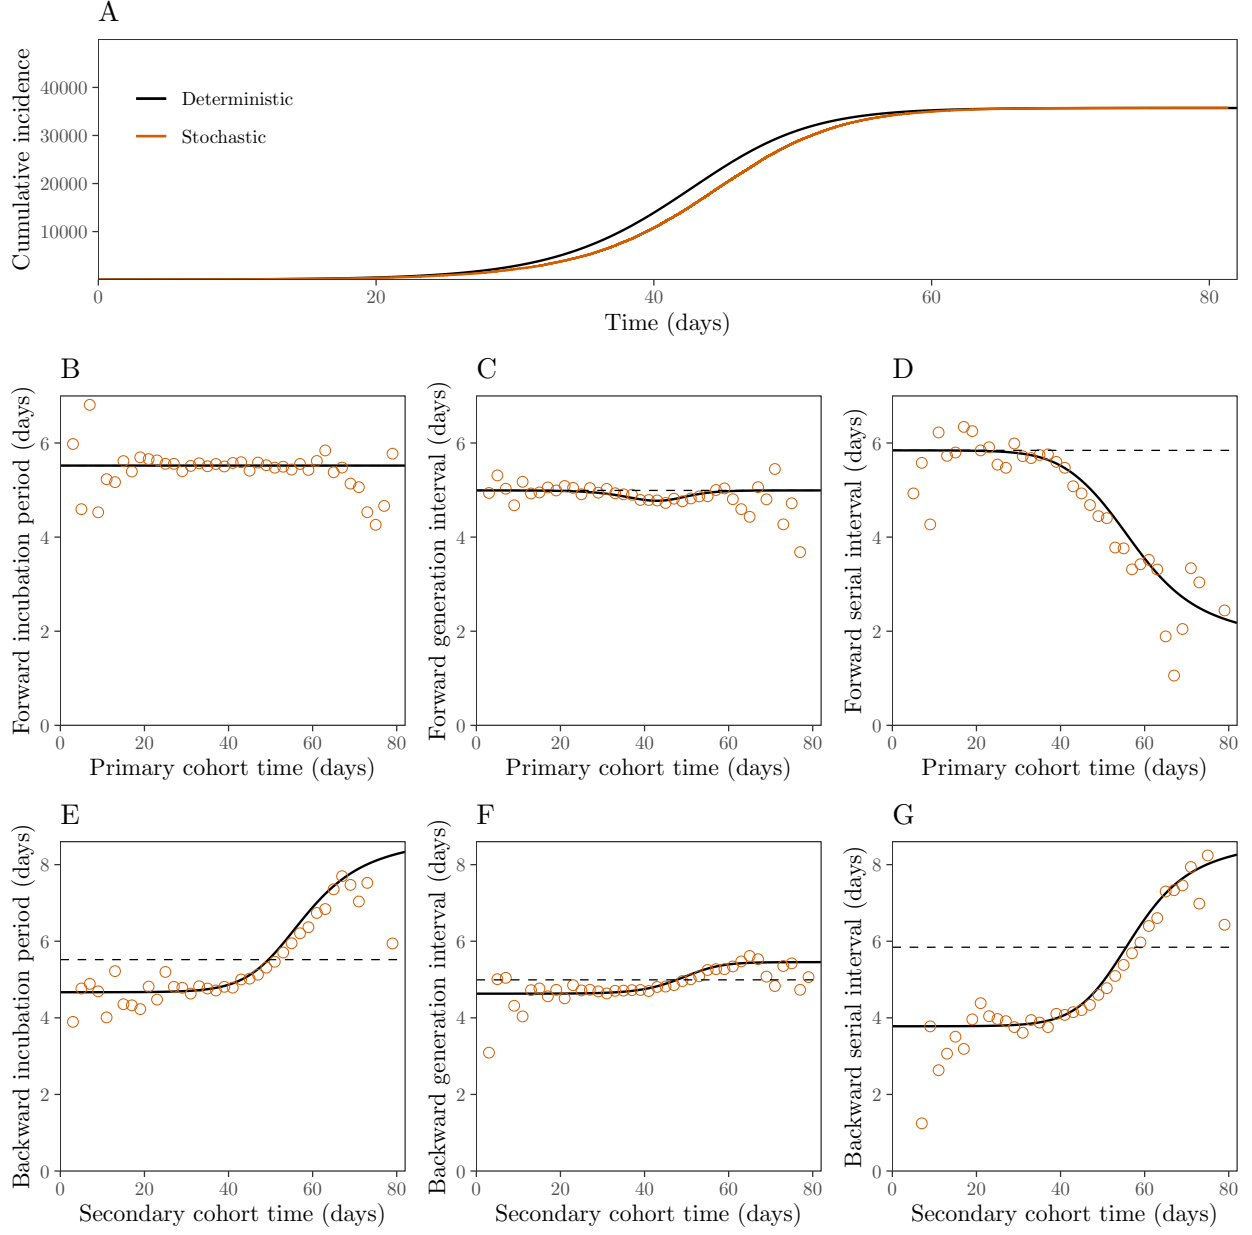 A
Cumulative incidence
40000
30000
20000
10000
Deterministic
Stochastic
0 20 40 60 80
Time (days)
B
Forward incubation period (days)
6
4
2
0
0 20 40 60 80
Primary cohort time (days)
C
Forward generation interval (days)
6
4
2
0
0 20 40 60 80
Primary cohort time (days)
D
Forward serial interval (days)
6
4
2
0
0 20 40 60 80
Primary cohort time (days)
E
Backward incubation period (days)
8
6
4
2
0
0 20 40 60 80
Secondary cohort time (days)
F
Backward generation interval (days)
8
6
4
2
0
0 20 40 60 80
Secondary cohort time (days)
G
Backward serial interval (days)
8
6
4
2
0
0 20 40 60 80
Secondary cohort time (days)